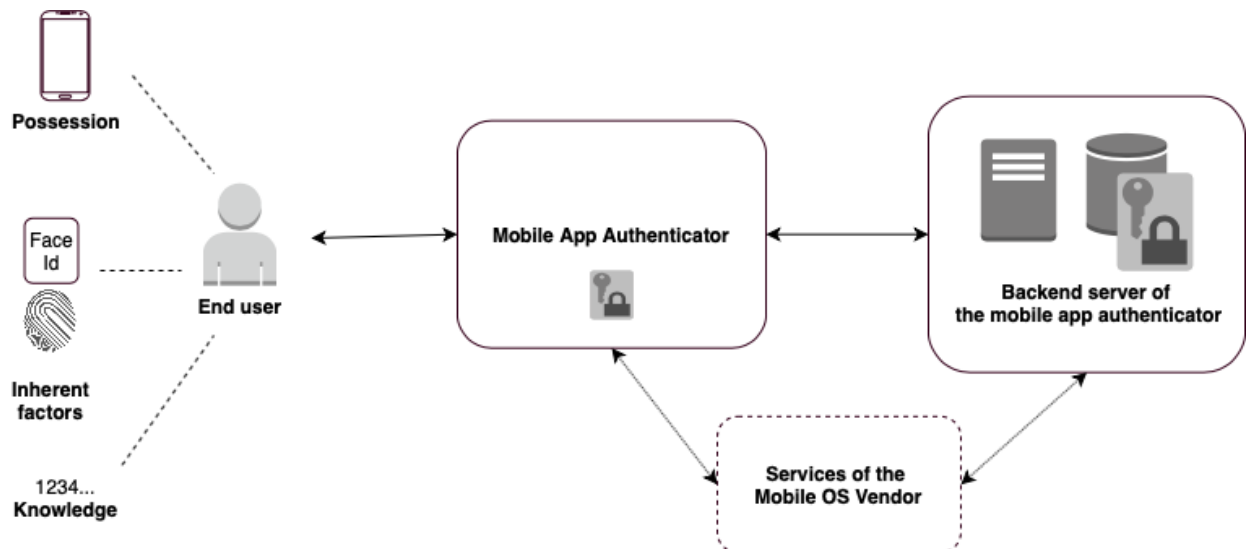 Possession
Face
Id
Inherent
factors
1234...
Knowledge
End user
Mobile App Authenticator
Backend server of
the mobile app authenticator
Services of the
Mobile OS Vendor